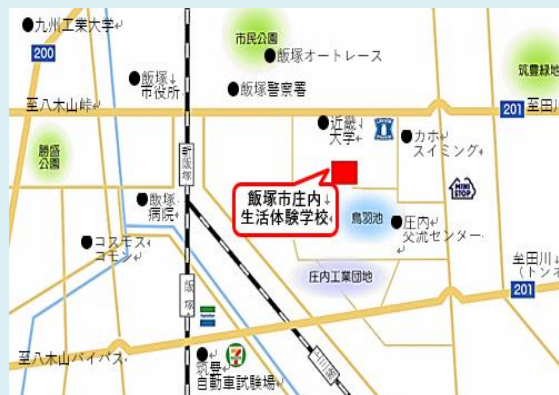 九州工業大学
200
市民公園
飯塚オートレース
筑豊緑地
飯塚
市役所
飯塚警察署
至八木山峠
201
至田川
近畿
大学
カホ
スイミング
勝盛
公園
新飯塚
飯塚市庄内
生活体験学校
MINI
STOP
飯塚
病院
鳥羽池
庄内
交流センター
コスモス
コモン
庄内工業団地
至田川
(トンネ
201
飯塚
至八木山バイパス
筑豊
自動車試験場